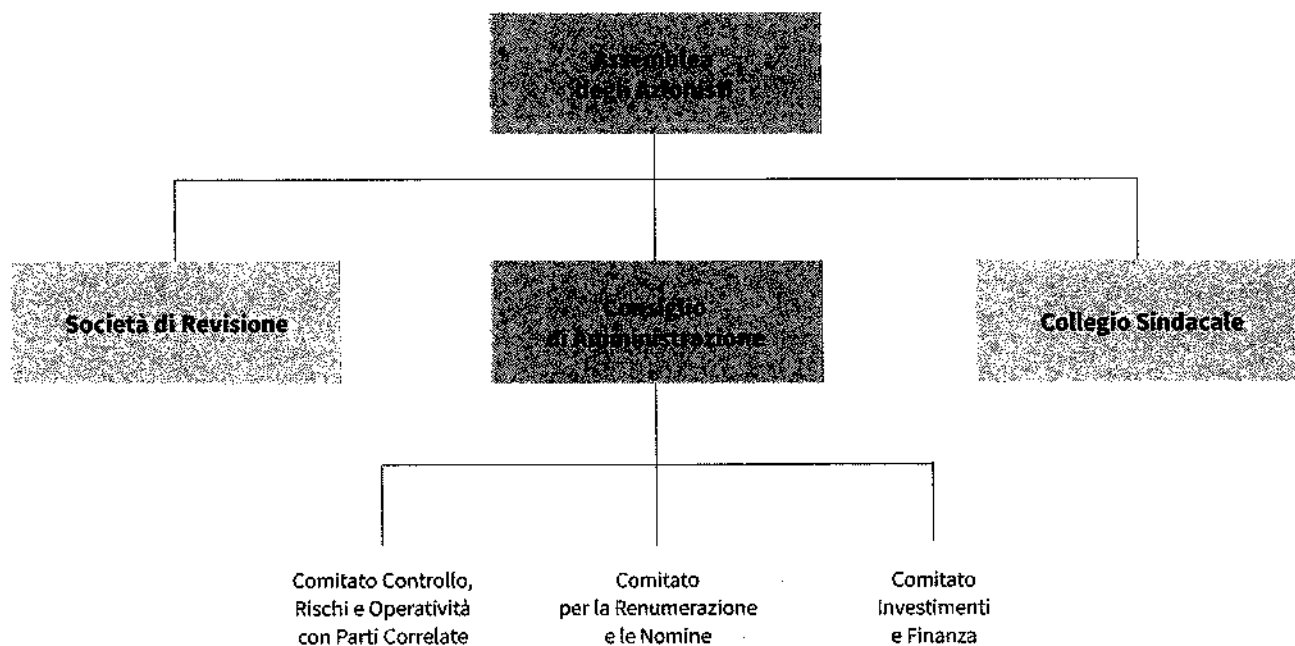 Assemblea
degli Azionisti
Società di Revisione
Consiglio
di Amministrazione
Collegio Sindacale
Comitato Controllo,
Rischi e Operatività
con Parti Correlate
Comitato
per la Renumerazione
e le Nomine
Comitato
Investimenti
e Finanza